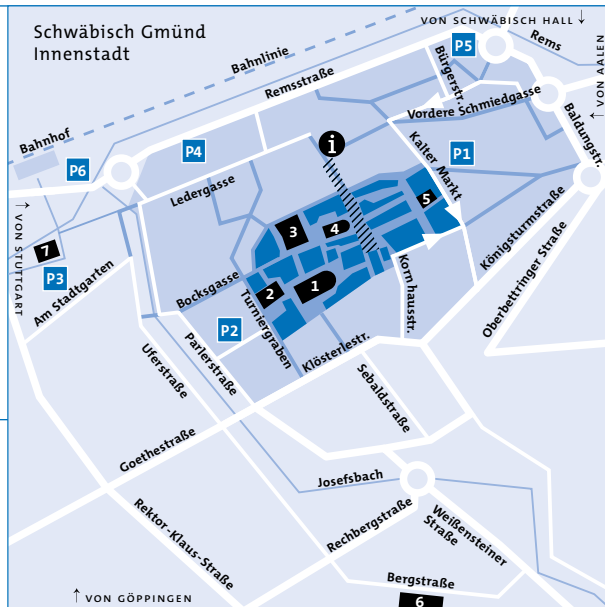 Schwäbisch Gmünd
Innenstadt
VON SCHWÄBISCH HALL ↓
P5
Rems
Bahnlinie
Bürgerstr.
← VON AALEN
Remsstraße
Vordere Schmiedgasse
Baldungstr.
Bahnhof
P6
P4
i
Kalter Markt
P1
Ledergasse
5
← VON STUTTGART
7
P3
3
4
Königsturmstraße
Am Stadtgarten
Bocksgasse
2
1
Kornhausstr.
Oberbettringer Straße
P2
Turniergraben
Uferstraße
Parlerstraße
Klösterlestr.
Sebaldstraße
Goethestraße
Josefsbach
Rektor-Klaus-Straße
Rechbergstraße
Weißensteiner
Straße
Bergstraße
6
↑ VON GÖPPINGEN